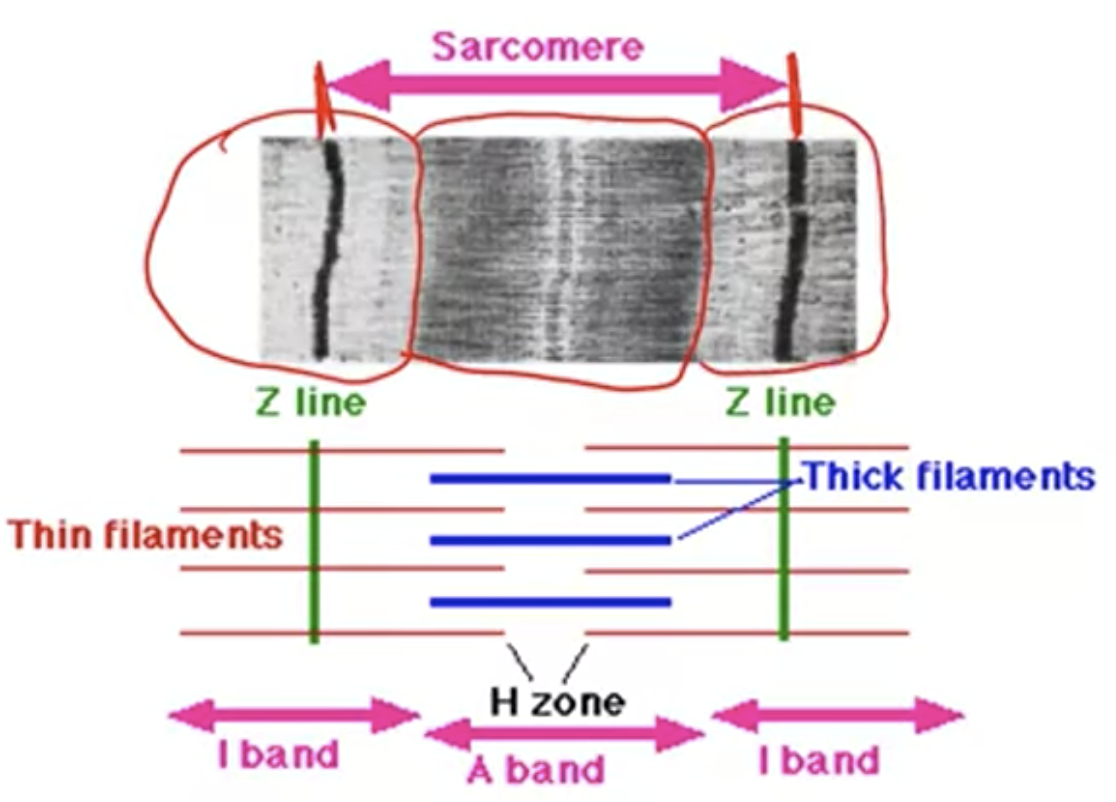 Sarcomere
Z line
Z line
Thick filaments
Thin filaments
H zone
I band
A band
I band